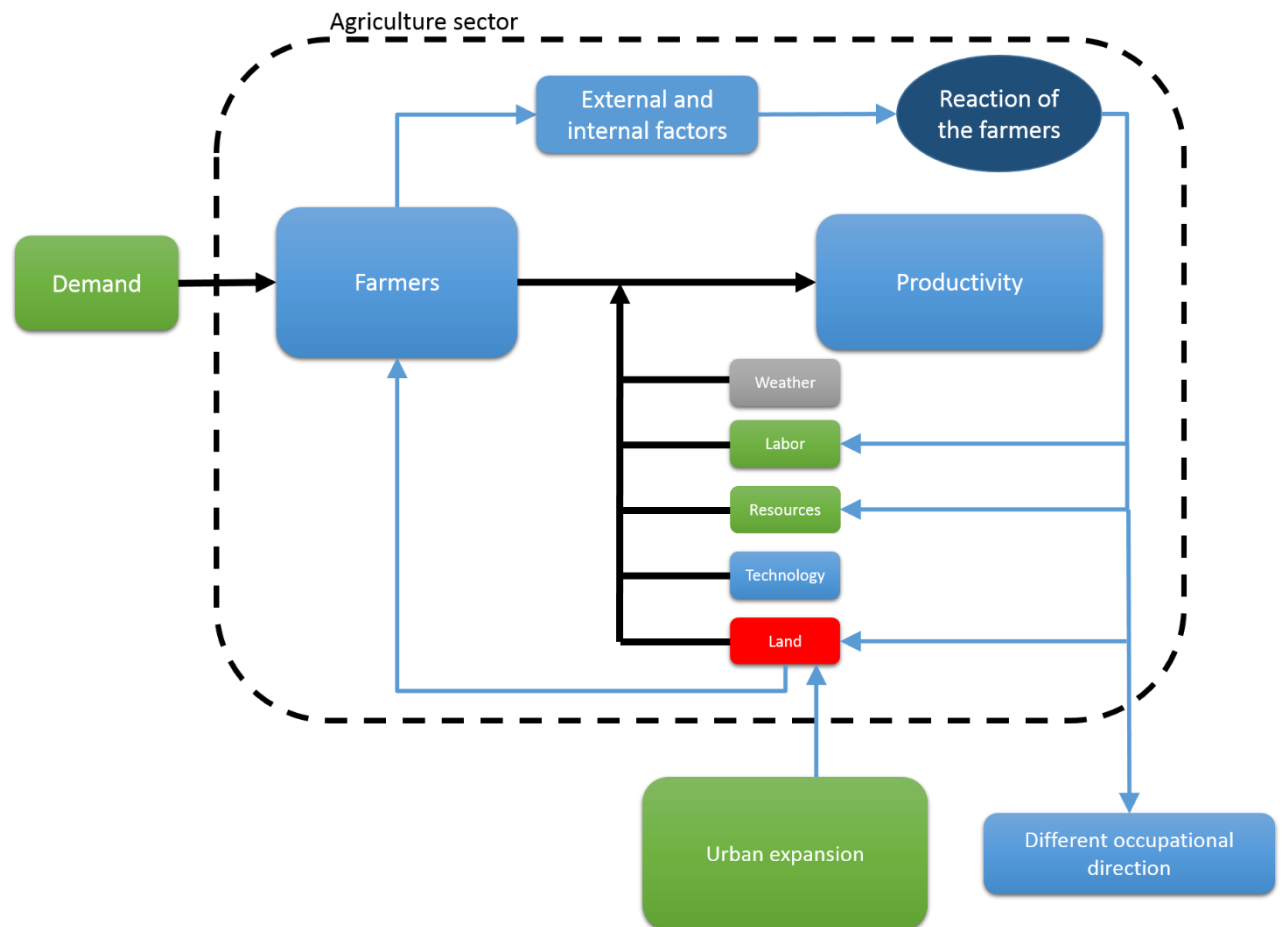 Agriculture sector
External and
internal factors
Reaction of
the farmers
Demand
Farmers
Productivity
Weather
Labor
Resources
Technology
Land
Urban expansion
Different occupational
direction